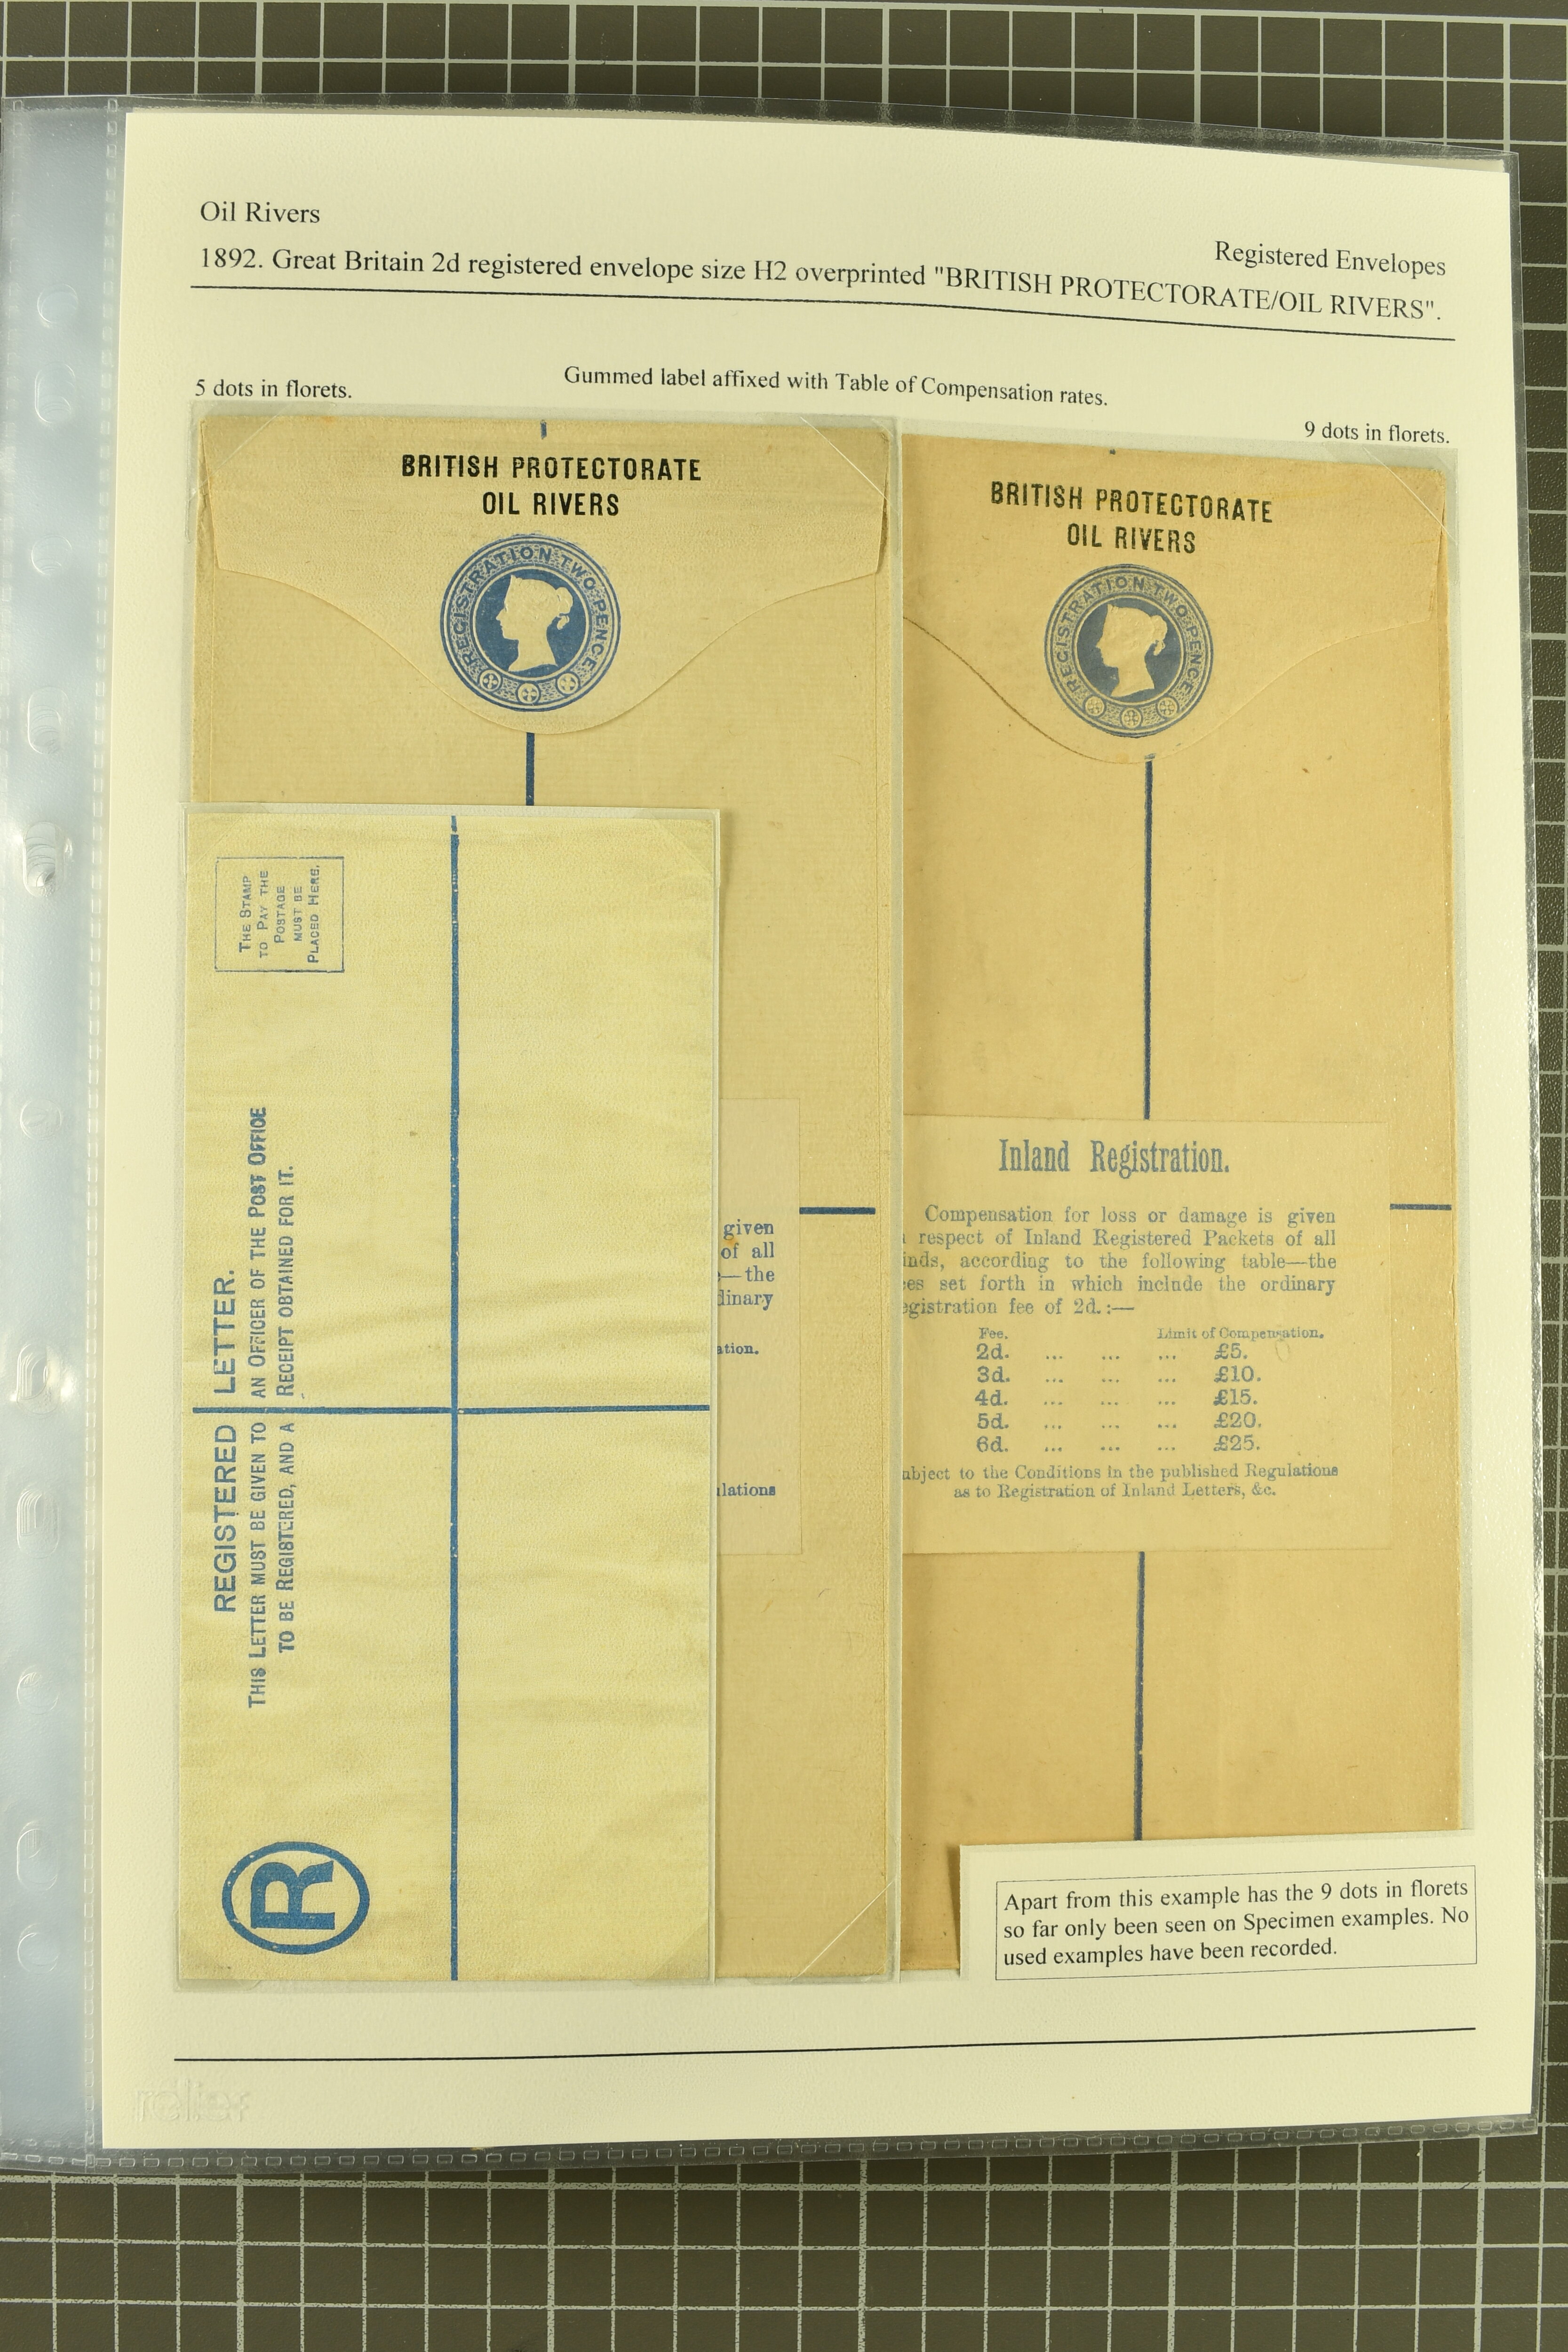 Oil Rivers
Registered Envelopes
1892. Great Britain 2d registered envelope size H2 overprinted "BRITISH PROTECTORATE/OIL RIVERS".
Gummed label affixed with Table of Compensation rates.
5 dots in florets.
9 dots in florets.
BRITISH PROTECTORATE
OIL RIVERS
REGISTRATION TWO PENCE
BRITISH PROTECTORATE
OIL RIVERS
REGISTRATION TWO PENCE
THE STAMP
TO PAY THE
POSTAGE
MUST BE
PLACED HERE.
REGISTERED LETTER.
THIS LETTER MUST BE GIVEN TO AN OFFICER OF THE POST OFFICE
TO BE REGISTERED, AND A RECEIPT OBTAINED FOR IT.
R
given
of all
—the
dinary
ation.
lations
Inland Registration.
Compensation for loss or damage is given
respect of Inland Registered Packets of all
inds, according to the following table—the
es set forth in which include the ordinary
egistration fee of 2d.:—
Fee. Limit of Compensation.
2d. ... ... ... £5.
3d. ... ... ... £10.
4d. ... ... ... £15.
5d. ... ... ... £20.
6d. ... ... ... £25.
ubject to the Conditions in the published Regulations
as to Registration of Inland Letters, &c.
Apart from this example has the 9 dots in florets
so far only been seen on Specimen examples. No
used examples have been recorded.
relier